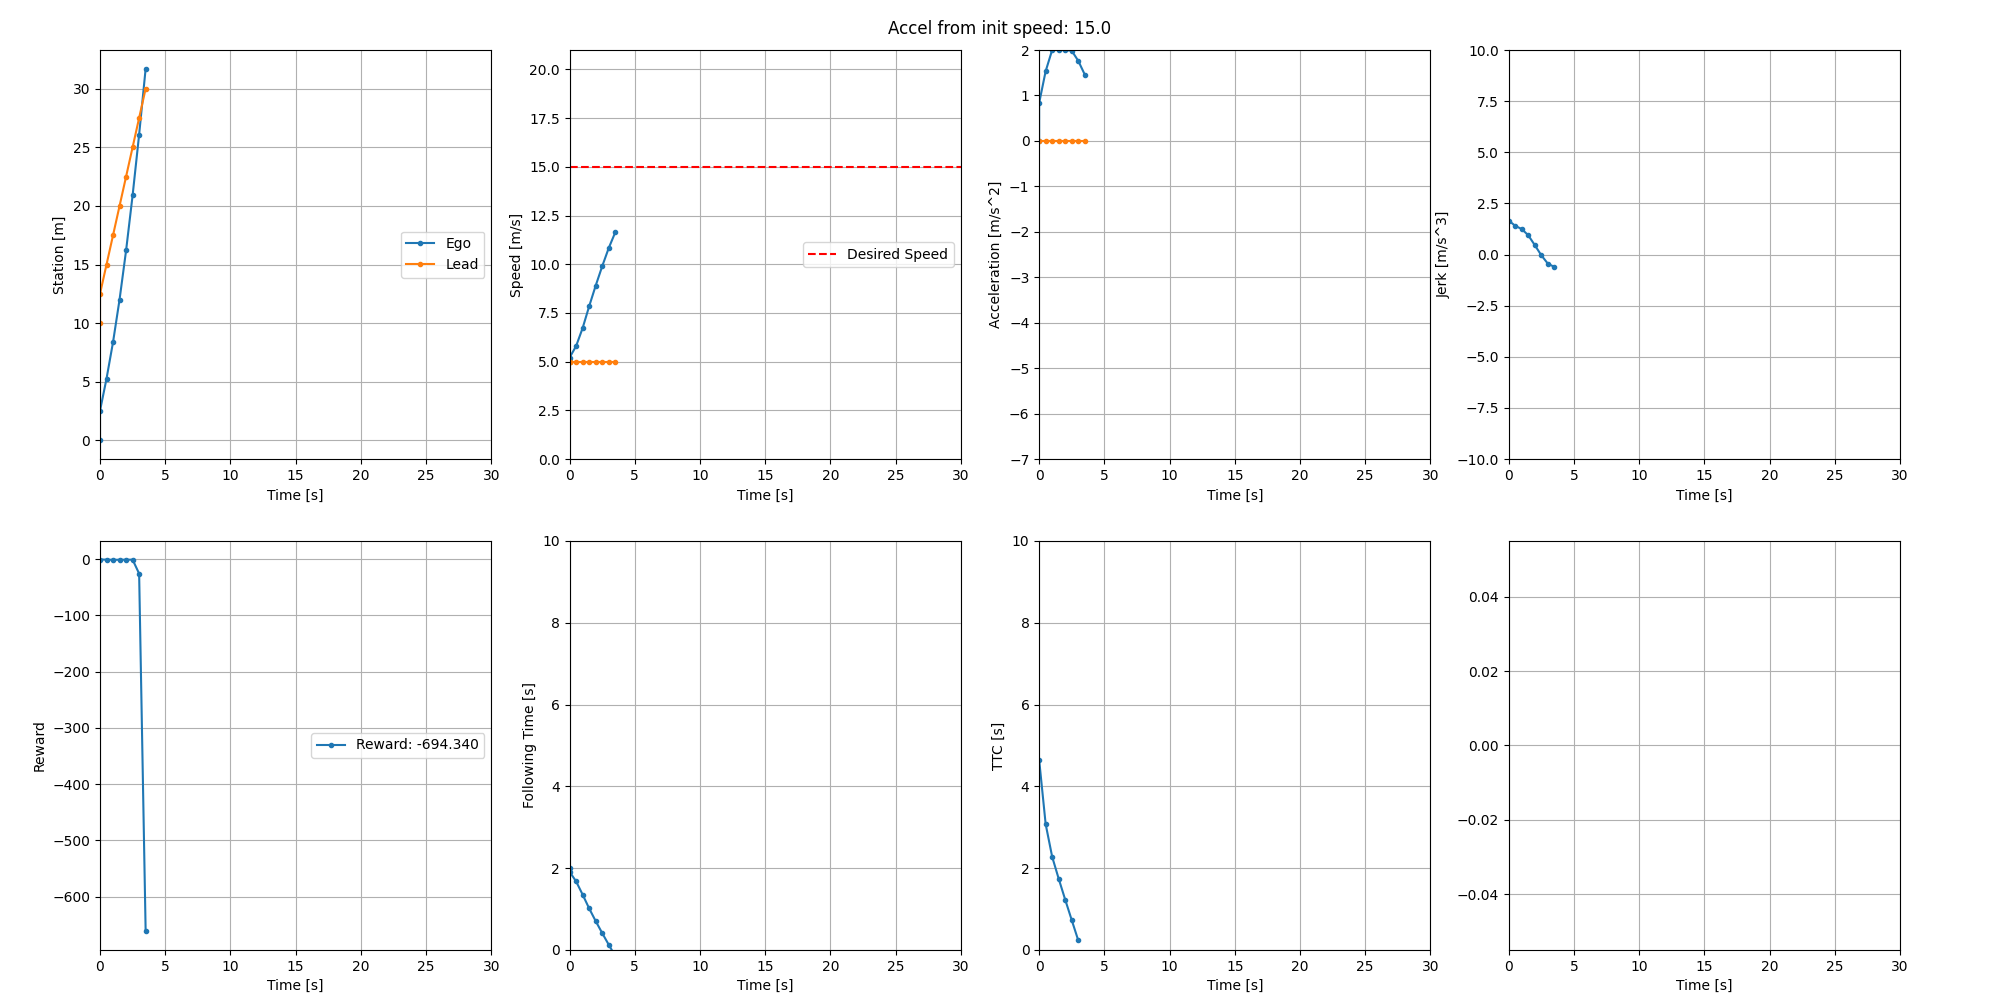 Accel from init speed: 15.0
Station [m]
30
25
20
15
10
5
0
Ego
Lead
0 5 10 15 20 25 30
Time [s]
Speed [m/s]
20.0
17.5
15.0
12.5
10.0
7.5
5.0
2.5
0.0
Desired Speed
0 5 10 15 20 25 30
Time [s]
Acceleration [m/s^2]
2
1
0
−1
−2
−3
−4
−5
−6
−7
0 5 10 15 20 25 30
Time [s]
Jerk [m/s^3]
10.0
7.5
5.0
2.5
0.0
−2.5
−5.0
−7.5
−10.0
0 5 10 15 20 25 30
Time [s]
Reward
0
−100
−200
−300
−400
−500
−600
Reward: -694.340
0 5 10 15 20 25 30
Time [s]
Following Time [s]
10
8
6
4
2
0
0 5 10 15 20 25 30
Time [s]
TTC [s]
10
8
6
4
2
0
0 5 10 15 20 25 30
Time [s]
0.04
0.02
0.00
−0.02
−0.04
0 5 10 15 20 25 30
Time [s]